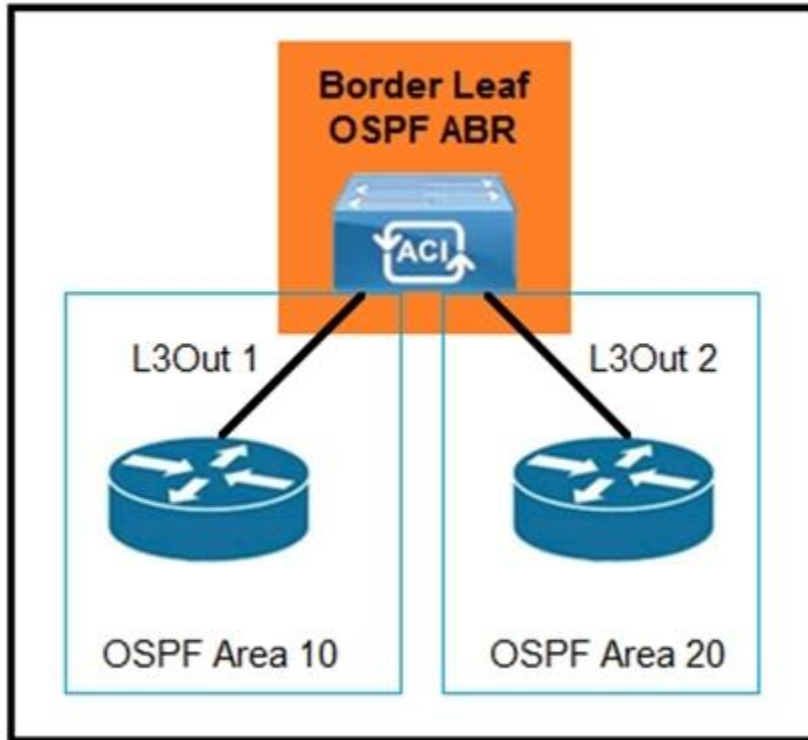 Border Leaf
OSPF ABR
ACI
L3Out 1
L3Out 2
OSPF Area 10
OSPF Area 20